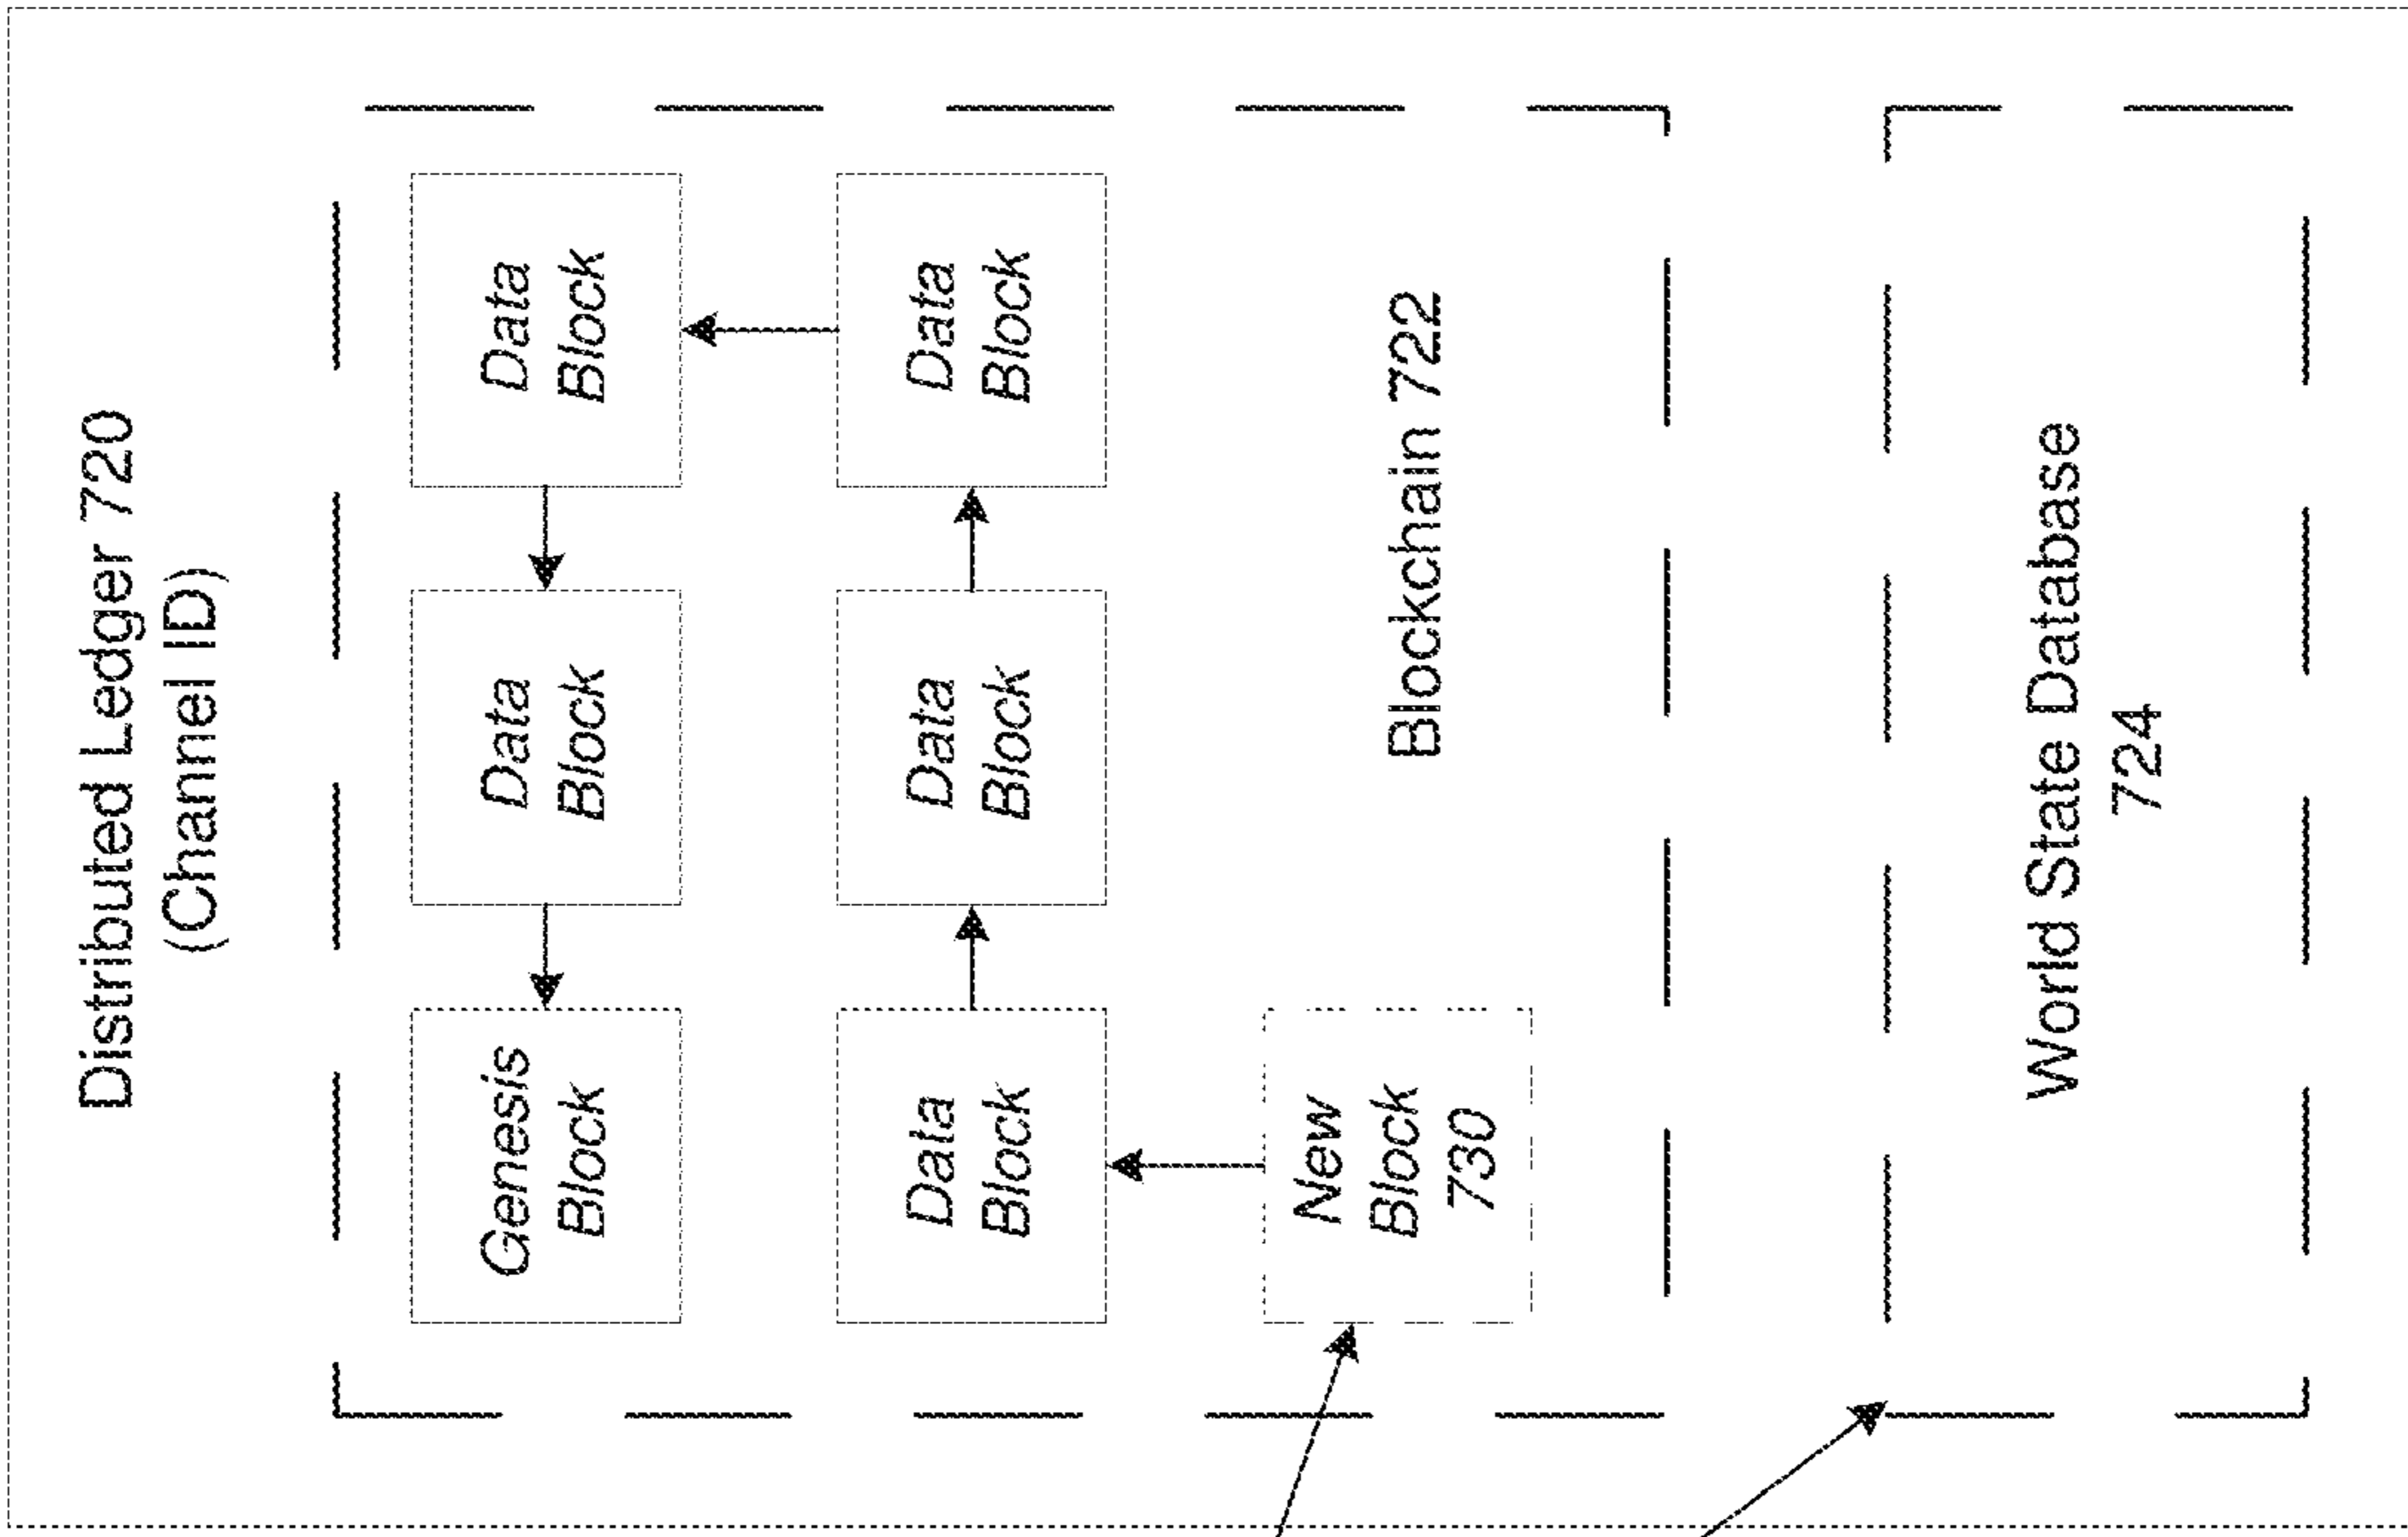 Distributed Ledger 720
(Channel ID)
Genesis
Block
Data
Block
Data
Block
Data
Block
Data
Block
Data
Block
New
Block
730
Blockchain 722
World State Database
724